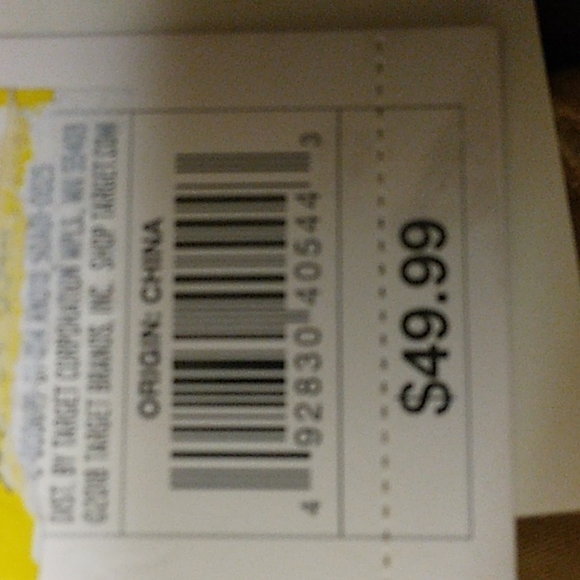 DIST. BY TARGET CORPORATION MPLS, MN 55403
©2018 TARGET BRANDS, INC. SHOP TARGET.COM
ORIGIN: CHINA
4 92830 40544 3
$49.99